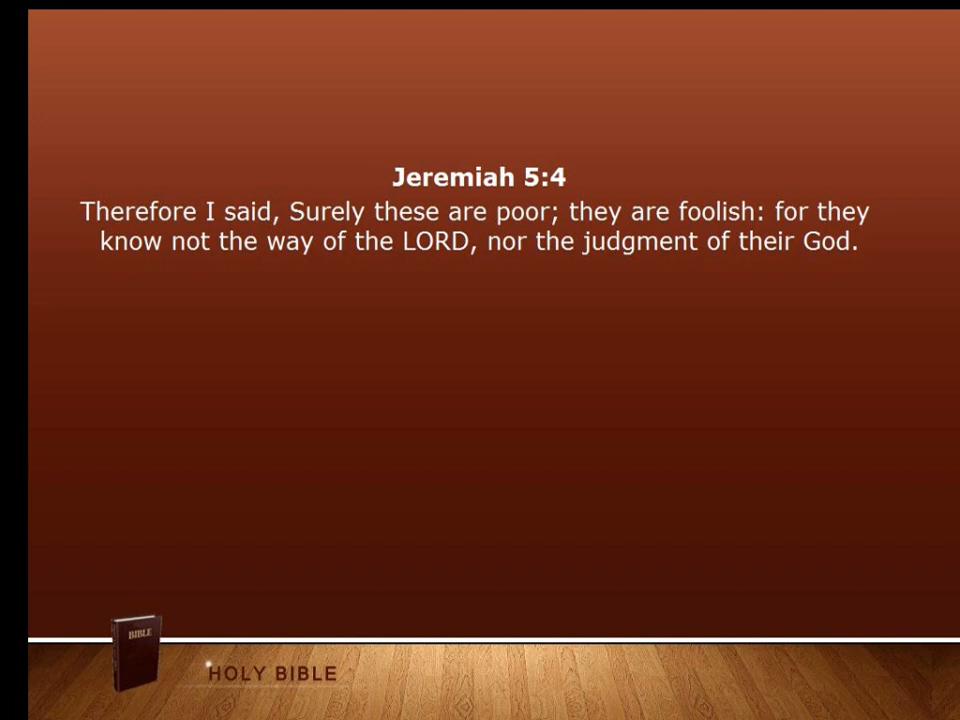 Jeremiah 5:4
Therefore I said, Surely these are poor; they are foolish: for they
know not the way of the LORD, nor the judgment of their God.
BIBLE
HOLY BIBLE